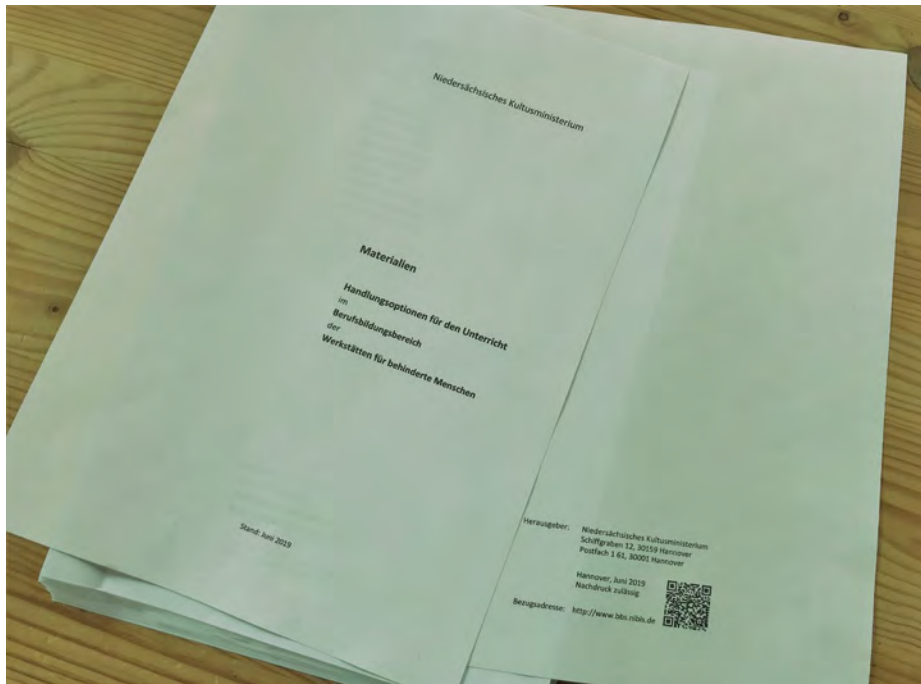 Niedersächsisches Kultusministerium
Materialien
Handlungsoptionen für den Unterricht
im
Berufsbildungsbereich
der
Werkstätten für behinderte Menschen
Stand: Juni 2019
Herausgeber: Niedersächsisches Kultusministerium
Schiffgraben 12, 30159 Hannover
Postfach 1 61, 30001 Hannover
Hannover, Juni 2019
Nachdruck zulässig
Bezugsadresse: http://www.bbs.nibis.de